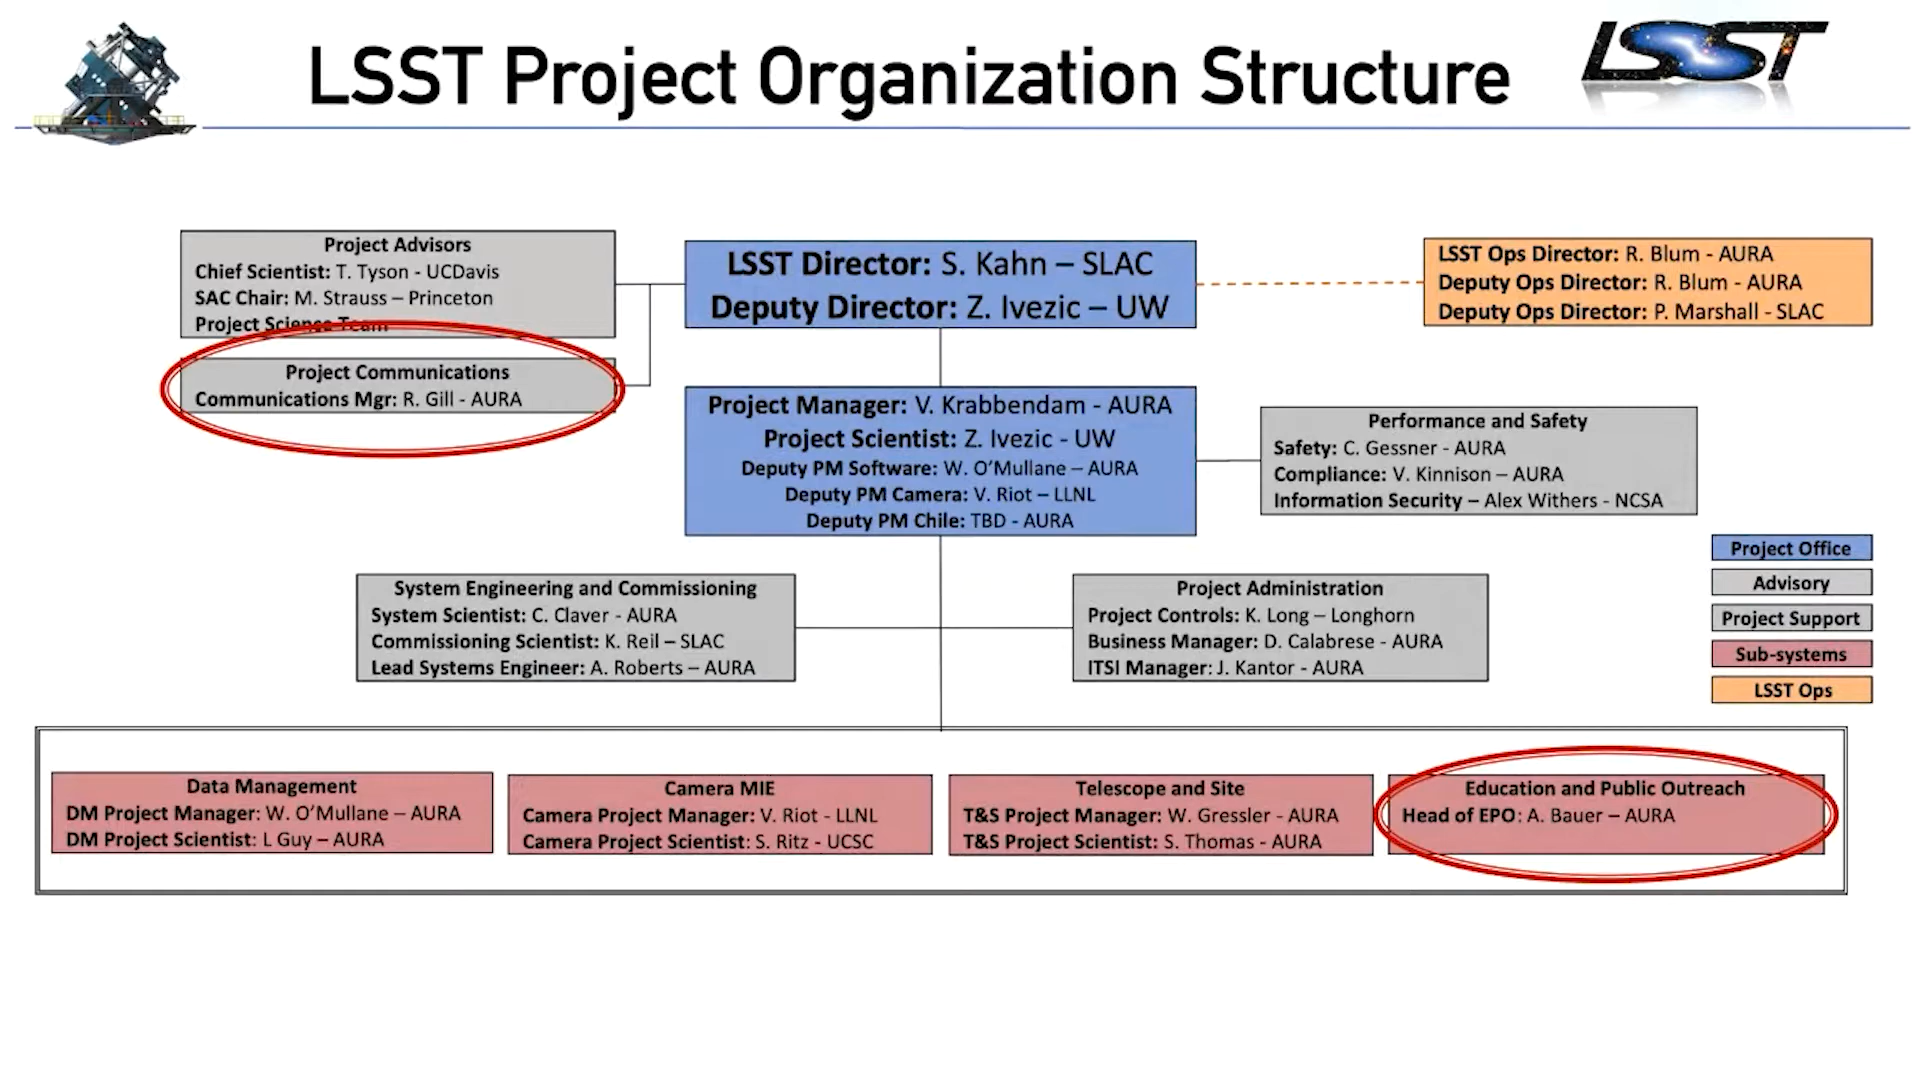 LSST Project Organization Structure
LSST
Project Advisors
Chief Scientist: T. Tyson - UCDavis
SAC Chair: M. Strauss – Princeton
Project Science Team
Project Communications
Communications Mgr: R. Gill - AURA
LSST Director: S. Kahn – SLAC
Deputy Director: Z. Ivezic – UW
LSST Ops Director: R. Blum - AURA
Deputy Ops Director: R. Blum - AURA
Deputy Ops Director: P. Marshall - SLAC
Project Manager: V. Krabbendam - AURA
Project Scientist: Z. Ivezic - UW
Deputy PM Software: W. O’Mullane – AURA
Deputy PM Camera: V. Riot – LLNL
Deputy PM Chile: TBD - AURA
Performance and Safety
Safety: C. Gessner - AURA
Compliance: V. Kinnison – AURA
Information Security – Alex Withers - NCSA
Project Office
Advisory
Project Support
Sub-systems
LSST Ops
System Engineering and Commissioning
System Scientist: C. Claver - AURA
Commissioning Scientist: K. Reil – SLAC
Lead Systems Engineer: A. Roberts – AURA
Project Administration
Project Controls: K. Long – Longhorn
Business Manager: D. Calabrese - AURA
ITSI Manager: J. Kantor - AURA
Data Management
DM Project Manager: W. O’Mullane – AURA
DM Project Scientist: L Guy – AURA
Camera MIE
Camera Project Manager: V. Riot - LLNL
Camera Project Scientist: S. Ritz - UCSC
Telescope and Site
T&S Project Manager: W. Gressler - AURA
T&S Project Scientist: S. Thomas - AURA
Education and Public Outreach
Head of EPO: A. Bauer – AURA